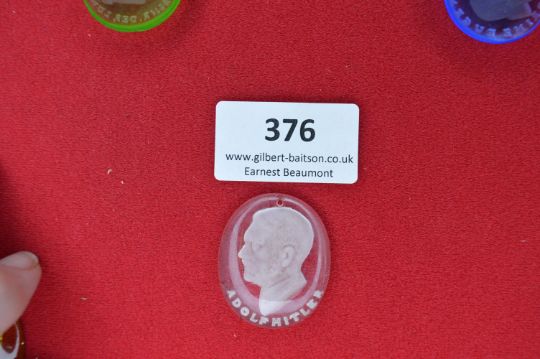 376
www.gilbert-baitson.co.uk
Earnest Beaumont
ADOLF HITLER